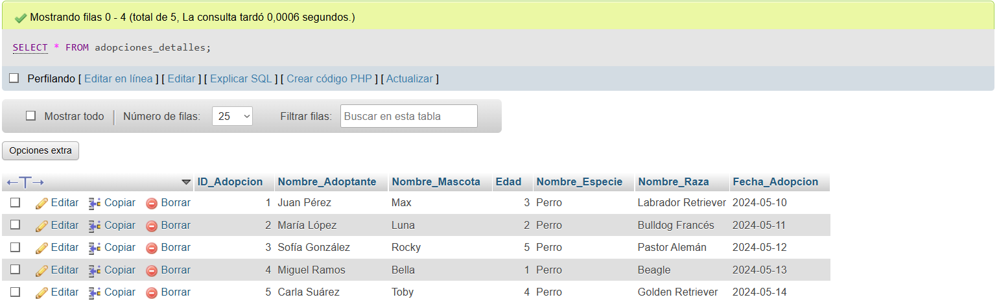 Mostrando filas 0 - 4 (total de 5, La consulta tardó 0,0006 segundos.)
SELECT * FROM adopciones_detalles;
Perfilando [ Editar en línea ] [ Editar ] [ Explicar SQL ] [ Crear código PHP ] [ Actualizar ]
Mostrar todo | Número de filas: 25 Filtrar filas: Buscar en esta tabla
Opciones extra
←T→ ID_Adopcion Nombre_Adoptante Nombre_Mascota Edad Nombre_Especie Nombre_Raza Fecha_Adopcion
Editar Copiar Borrar 1 Juan Pérez Max 3 Perro Labrador Retriever 2024-05-10
Editar Copiar Borrar 2 María López Luna 2 Perro Bulldog Francés 2024-05-11
Editar Copiar Borrar 3 Sofía González Rocky 5 Perro Pastor Alemán 2024-05-12
Editar Copiar Borrar 4 Miguel Ramos Bella 1 Perro Beagle 2024-05-13
Editar Copiar Borrar 5 Carla Suárez Toby 4 Perro Golden Retriever 2024-05-14